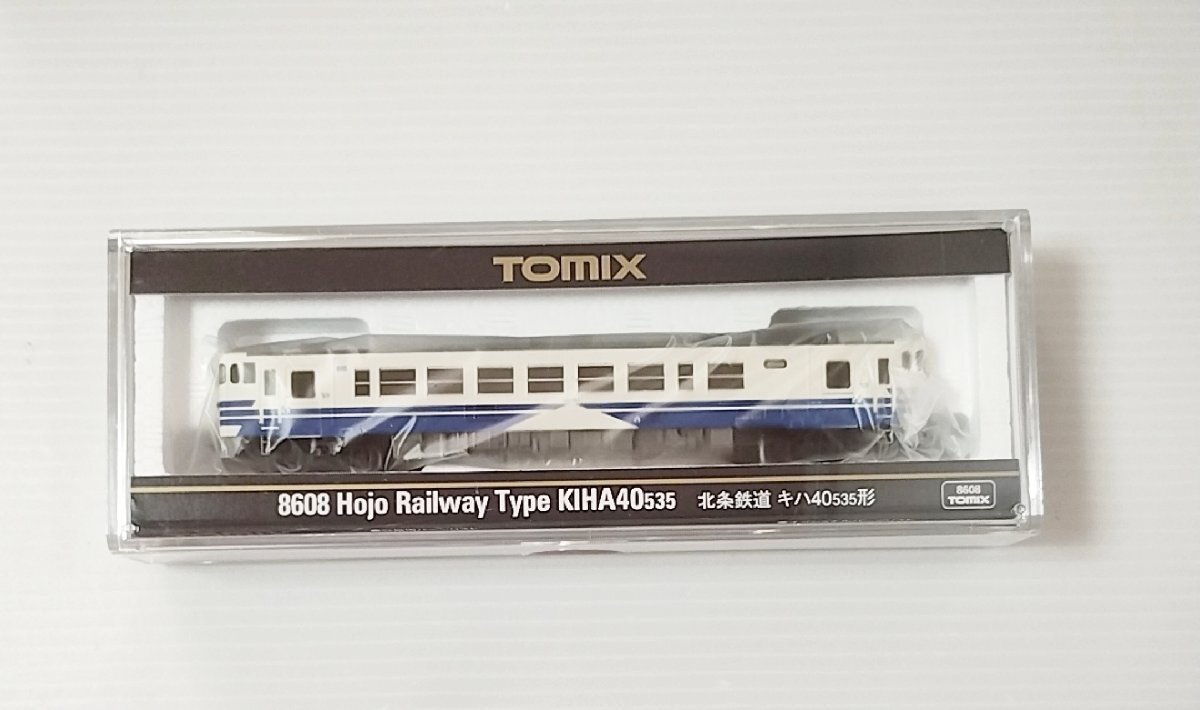 TOMIX
8608 Hojo Railway Type KIHA40535 北条鉄道 キハ40535形
8608
TOMIX